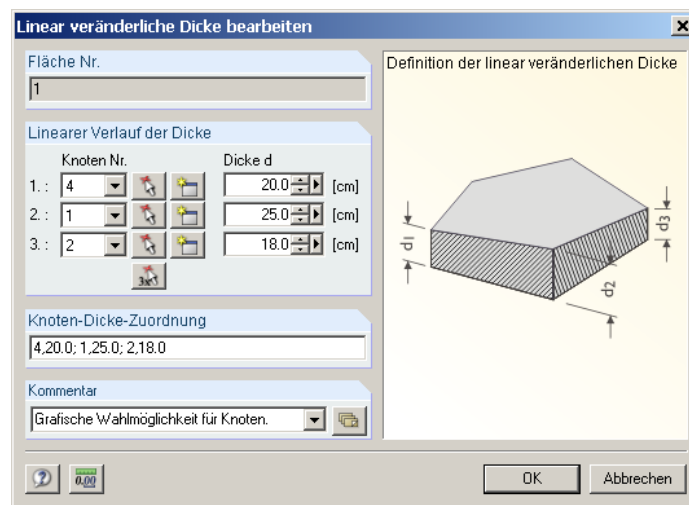 Linear veränderliche Dicke bearbeiten
Fläche Nr.
1
Linearer Verlauf der Dicke
Knoten Nr. Dicke d
1. : 4 20.0 [cm]
2. : 1 25.0 [cm]
3. : 2 18.0 [cm]
3x
Knoten-Dicke-Zuordnung
4,20.0; 1,25.0; 2,18.0
Kommentar
Grafische Wahlmöglichkeit für Knoten.
Definition der linear veränderlichen Dicke
d1
d2
d3
0.00
OK Abbrechen